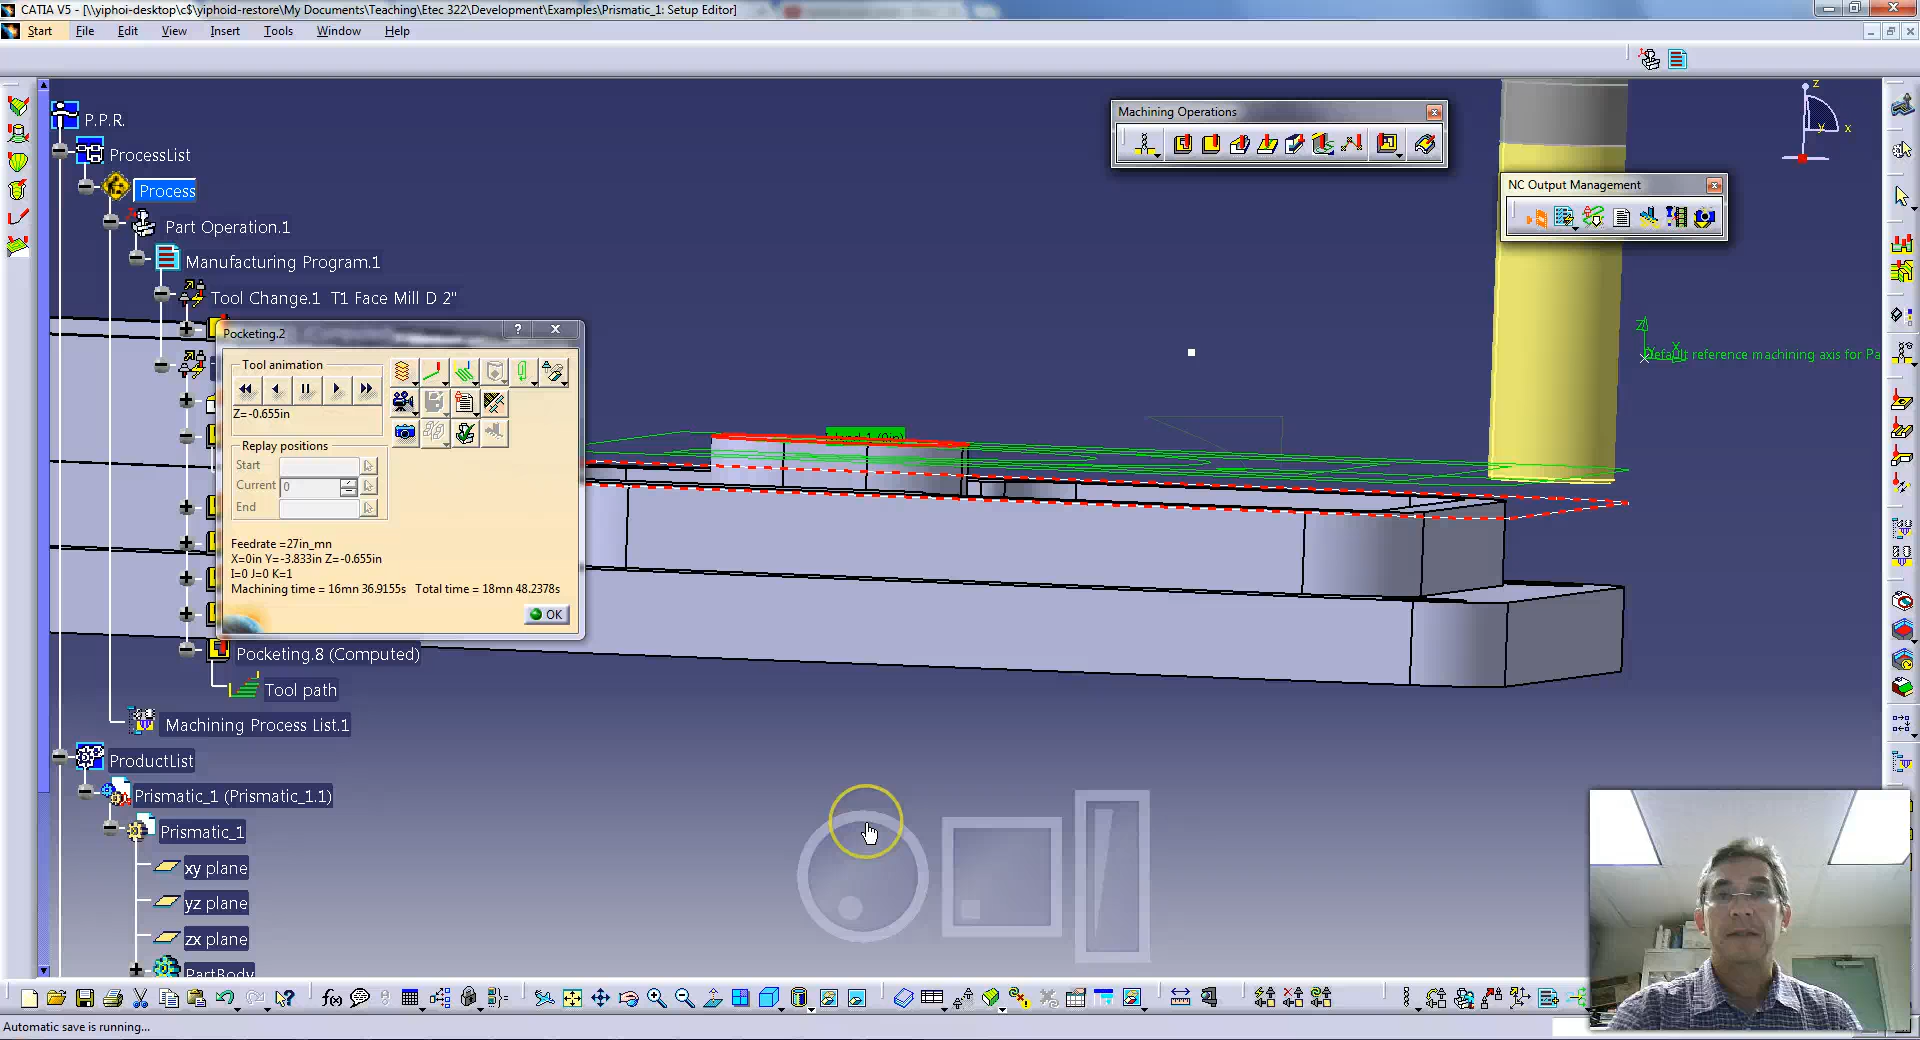 CATIA V5 - [\\yiphoi-desktop\c$\yiphoid-restore\My Documents\Teaching\Etec 322\Development\Examples\Prismatic_1: Setup Editor]
Start File Edit View Insert Tools Window Help
Machining Operations
NC Output Management
P.P.R.
ProcessList
Process
Part Operation.1
Manufacturing Program.1
Tool Change.1 T1 Face Mill D 2"
Pocketing.2
Tool animation
Z=-0.655in
Replay positions
Start
Current 0
End
Feedrate =27in_mn
X=0in Y=-3.833in Z=-0.655in
I=0 J=0 K=1
Machining time = 16mn 36.9155s Total time = 18mn 48.2378s
OK
Pocketing.8 (Computed)
Tool path
Machining Process List.1
ProductList
Prismatic_1 (Prismatic_1.1)
Prismatic_1
xy plane
yz plane
zx plane
PartBody
z
x
y
Z
X
Default reference machining axis for Pa
Automatic save is running...